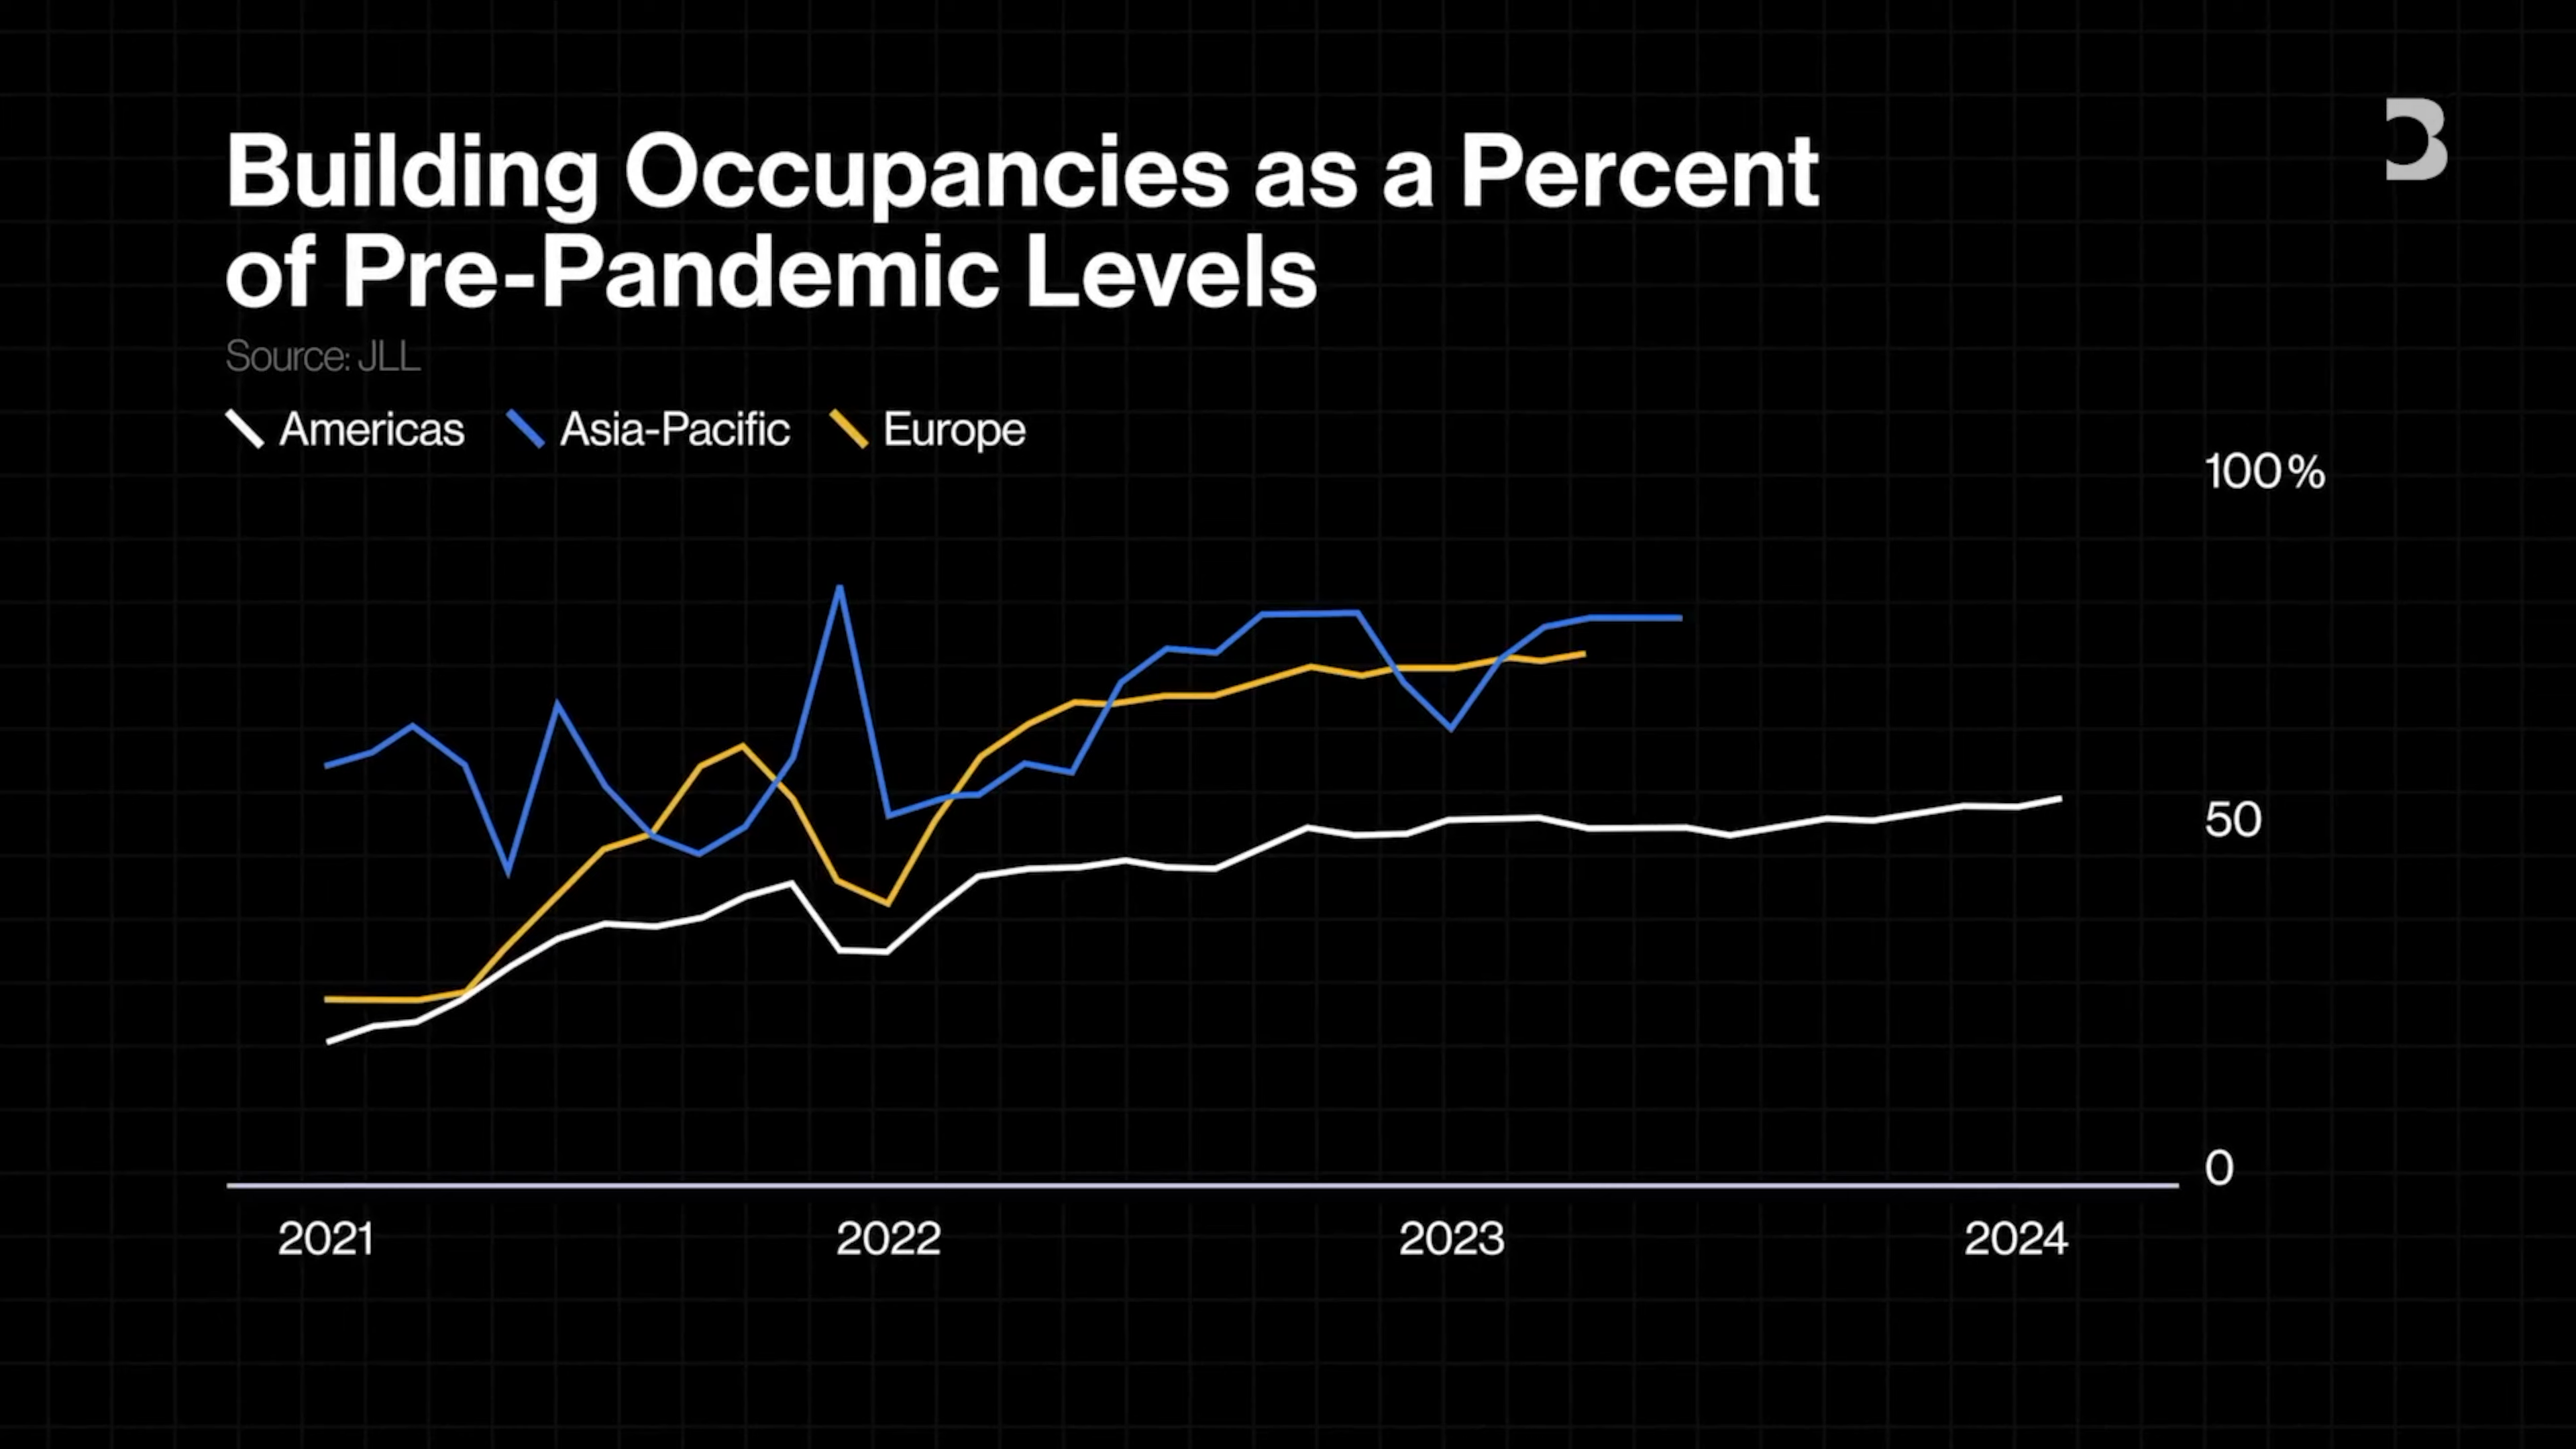 Building Occupancies as a Percent
of Pre-Pandemic Levels
Source: JLL
Americas Asia-Pacific Europe
100%
50
0
2021 2022 2023 2024